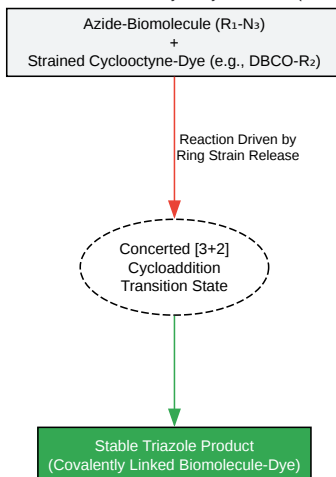 Azide-Biomolecule (R₁-N₃)
+
Strained Cyclooctyne-Dye (e.g., DBCO-R₂)
Reaction Driven by
Ring Strain Release
Concerted [3+2]
Cycloaddition
Transition State
Stable Triazole Product
(Covalently Linked Biomolecule-Dye)